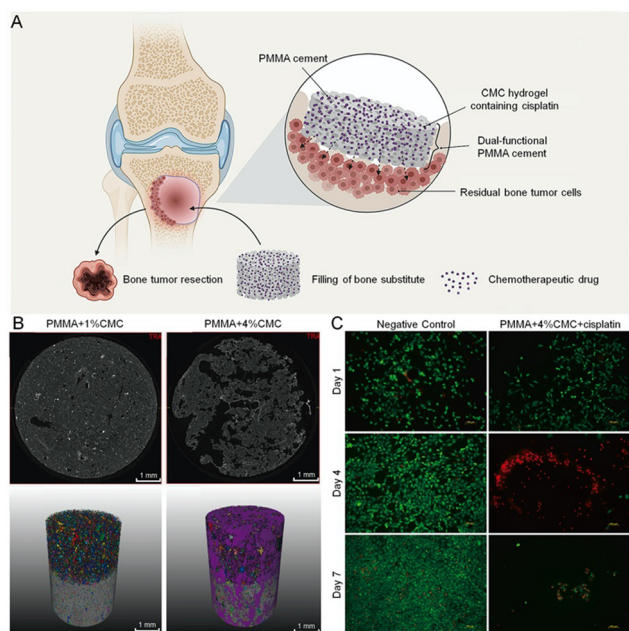 A
PMMA cement
CMC hydrogel
containing cisplatin
Dual-functional
PMMA cement
Residual bone tumor cells
Bone tumor resection
Filling of bone substitute
Chemotherapeutic drug
B
PMMA+1%CMC
PMMA+4%CMC
1 mm
1 mm
1 mm
1 mm
C
Negative Control
PMMA+4%CMC+cisplatin
Day 1
Day 4
Day 7